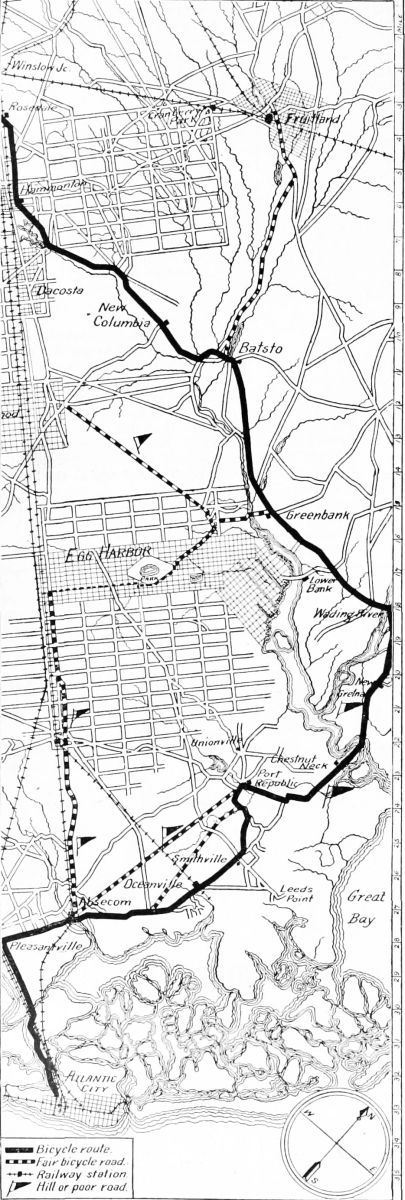 MILE
Winslow Jc.
Rosedale
Cranberry
Park
Fruitland
Hammonton
Dacosta
New
Columbia
Batsto
Greenbank
EGG HARBOR
PARK
Lower
Bank
Wading River
New
Gretna
Unionville
Chestnut
Neck
Port
Republic
Smithville
Oceanville
Leeds
Point
Great
Bay
Absecom
Pleasantville
ATLANTIC
CITY
N
W
E
S
Bicycle route.
Fair bicycle road.
Railway station.
Hill or poor road.